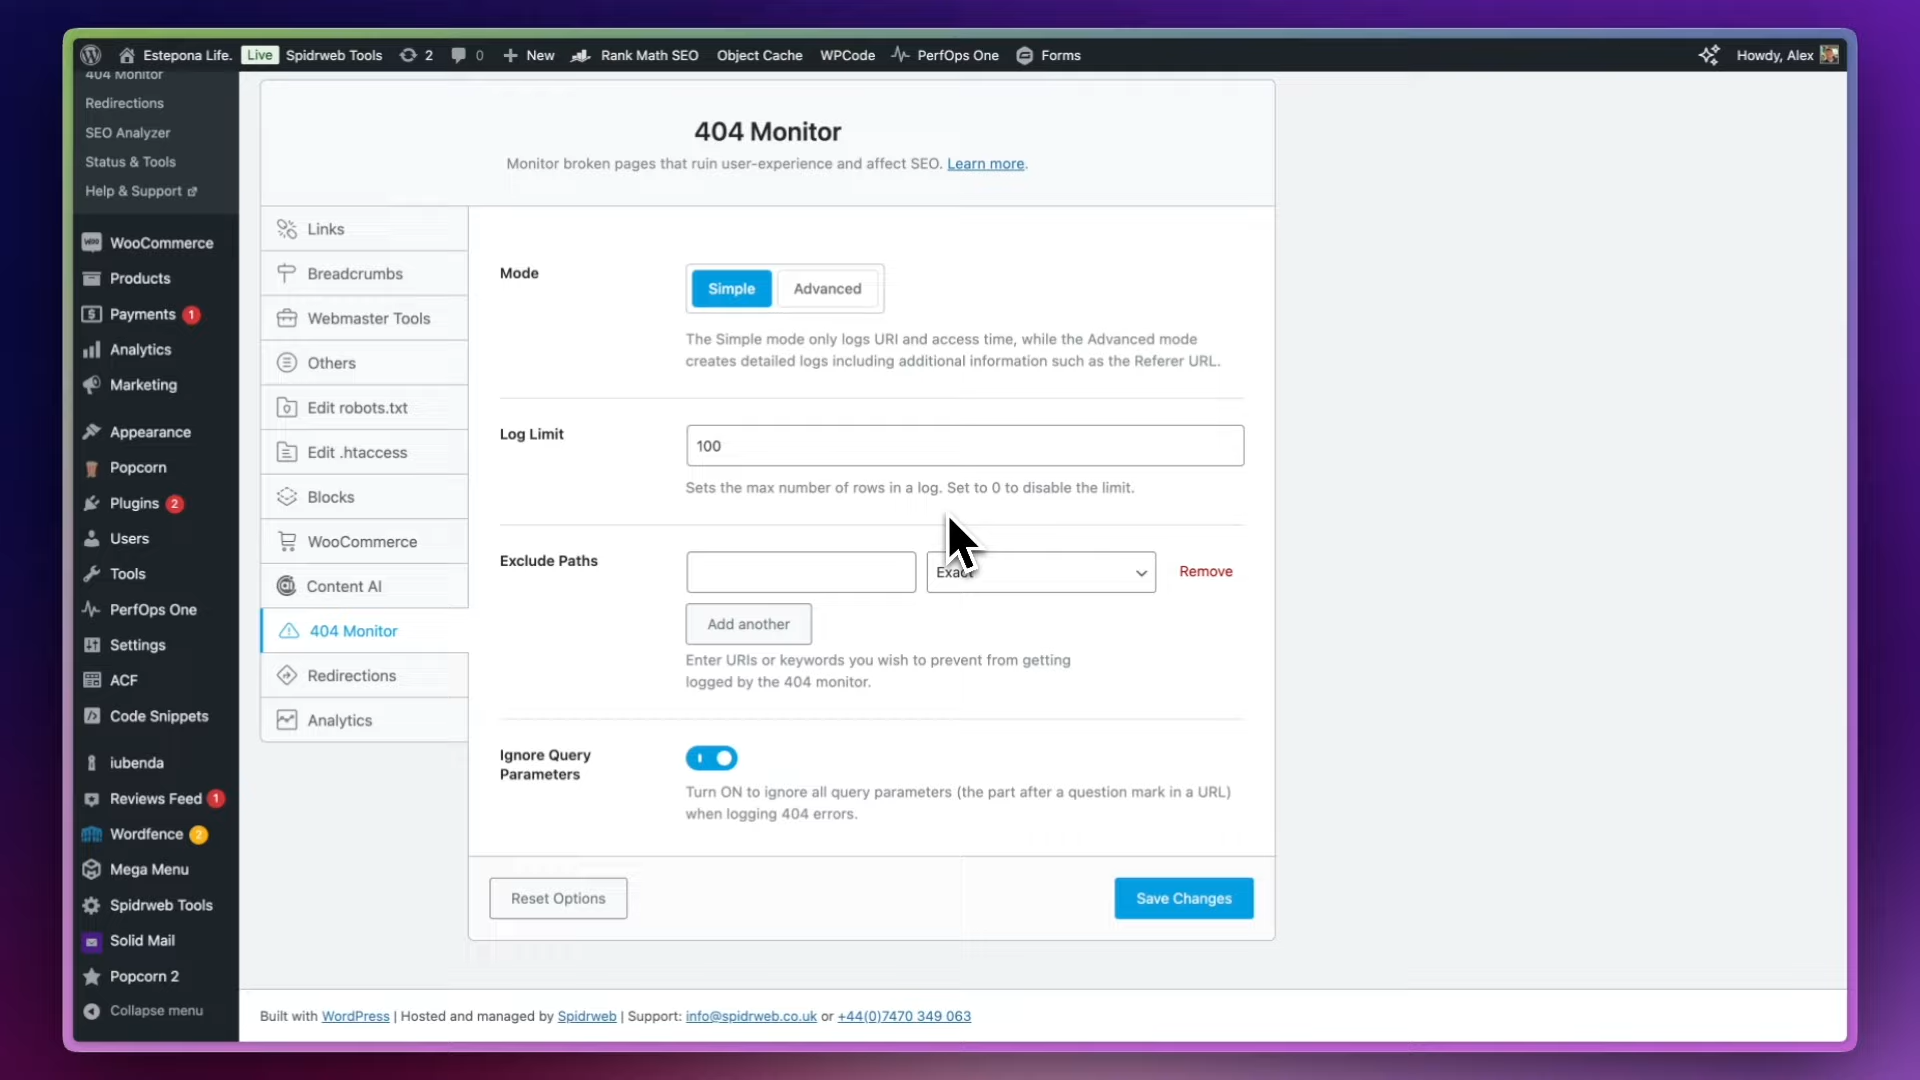 Estepona Life. Live Spidrweb Tools 2 0 New Rank Math SEO Object Cache WPCode PerfOps One Forms Howdy, Alex
404 Monitor
Redirections
SEO Analyzer
Status & Tools
Help & Support
WooCommerce
Products
Payments 1
Analytics
Marketing
Appearance
Popcorn
Plugins 2
Users
Tools
PerfOps One
Settings
ACF
Code Snippets
iubenda
Reviews Feed 1
Wordfence 2
Mega Menu
Spidrweb Tools
Solid Mail
Popcorn 2
Collapse menu
404 Monitor
Monitor broken pages that ruin user-experience and affect SEO. Learn more.
Links
Breadcrumbs
Webmaster Tools
Others
Edit robots.txt
Edit .htaccess
Blocks
WooCommerce
Content AI
404 Monitor
Redirections
Analytics
Mode
Simple Advanced
The Simple mode only logs URI and access time, while the Advanced mode
creates detailed logs including additional information such as the Referer URL.
Log Limit
100
Sets the max number of rows in a log. Set to 0 to disable the limit.
Exclude Paths
Exact
Remove
Add another
Enter URIs or keywords you wish to prevent from getting
logged by the 404 monitor.
Ignore Query
Parameters
Turn ON to ignore all query parameters (the part after a question mark in a URL)
when logging 404 errors.
Reset Options
Save Changes
Built with WordPress | Hosted and managed by Spidrweb | Support: info@spidrweb.co.uk or +44(0)7470 349 063